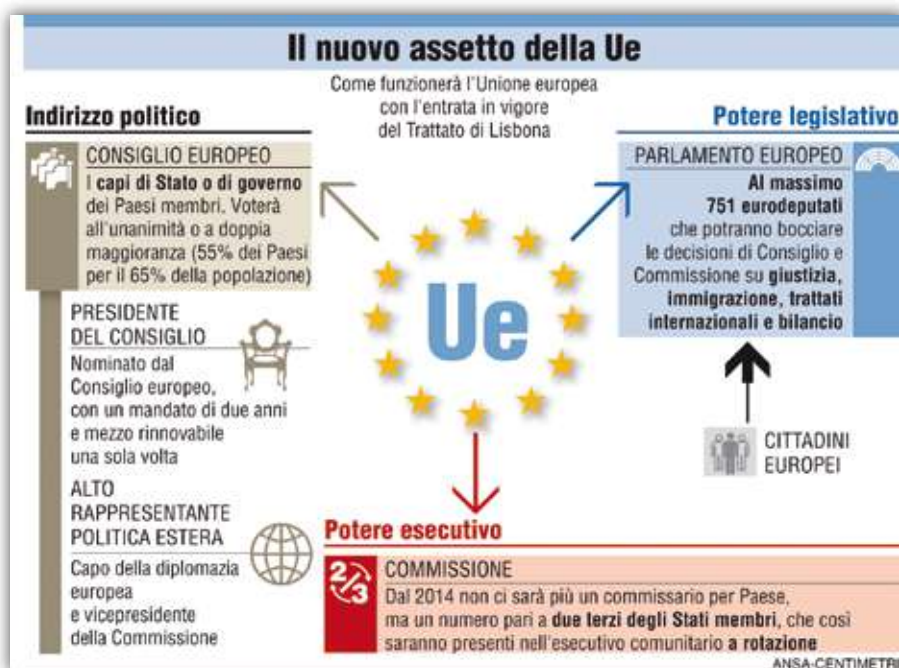 Il nuovo assetto della Ue
Come funzionerà l'Unione europea
con l'entrata in vigore
del Trattato di Lisbona
Indirizzo politico
CONSIGLIO EUROPEO
I capi di Stato o di governo
dei Paesi membri. Voterà
all'unanimità o a doppia
maggioranza (55% dei Paesi
per il 65% della popolazione)
PRESIDENTE
DEL CONSIGLIO
Nominato dal
Consiglio europeo,
con un mandato di due anni
e mezzo rinnovabile
una sola volta
ALTO
RAPPRESENTANTE
POLITICA ESTERA
Capo della diplomazia
europea
e vicepresidente
della Commissione
Ue
Potere legislativo
PARLAMENTO EUROPEO
Al massimo
751 eurodeputati
che potranno bocciare
le decisioni di Consiglio e
Commissione su giustizia,
immigrazione, trattati
internazionali e bilancio
CITTADINI
EUROPEI
Potere esecutivo
2/3
COMMISSIONE
Dal 2014 non ci sarà più un commissario per Paese,
ma un numero pari a due terzi degli Stati membri, che così
saranno presenti nell'esecutivo comunitario a rotazione
ANSA-CENTIMETRI